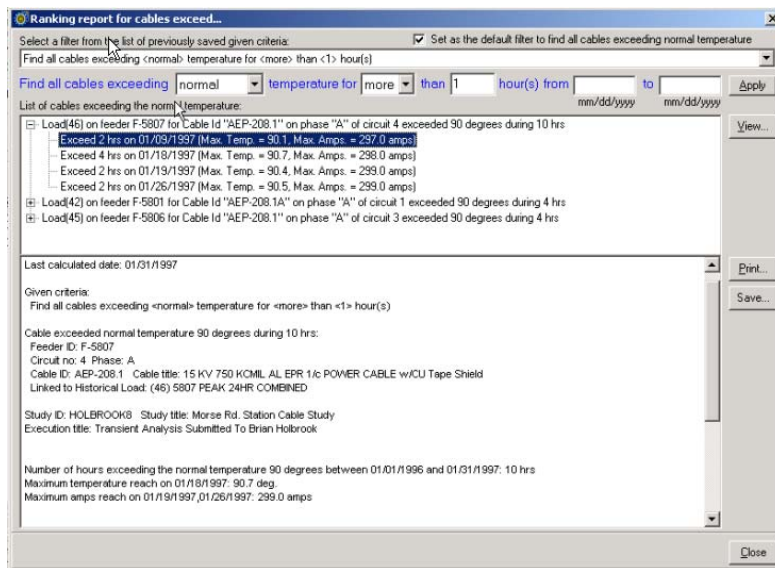 Ranking report for cables exceed...
Select a filter from the list of previously saved given criteria:
Set as the default filter to find all cables exceeding normal temperature
Find all cables exceeding <normal> temperature for <more> than <1> hour(s)
Find all cables exceeding normal temperature for more than 1 hour(s) from to Apply
mm/dd/yyyy mm/dd/yyyy
List of cables exceeding the normal temperature:
Load(46) on feeder F-5807 for Cable Id "AEP-208.1" on phase "A" of circuit 4 exceeded 90 degrees during 10 hrs
View...
Exceed 2 hrs on 01/09/1997 (Max. Temp. = 90.1, Max. Amps. = 297.0 amps)
Exceed 4 hrs on 01/18/1997 (Max. Temp. = 90.7, Max. Amps. = 298.0 amps)
Exceed 2 hrs on 01/19/1997 (Max. Temp. = 90.4, Max. Amps. = 299.0 amps)
Exceed 2 hrs on 01/26/1997 (Max. Temp. = 90.5, Max. Amps. = 299.0 amps)
Load(42) on feeder F-5801 for Cable Id "AEP-208.1A" on phase "A" of circuit 1 exceeded 90 degrees during 4 hrs
Load(45) on feeder F-5806 for Cable Id "AEP-208.1" on phase "A" of circuit 3 exceeded 90 degrees during 4 hrs
Last calculated date: 01/31/1997
Print...
Given criteria:
Find all cables exceeding <normal> temperature for <more> than <1> hour(s)
Save...
Cable exceeded normal temperature 90 degrees during 10 hrs:
Feeder ID: F-5807
Circuit no: 4 Phase: A
Cable ID: AEP-208.1 Cable title: 15 KV 750 KCMIL AL EPR 1/c POWER CABLE w/CU Tape Shield
Linked to Historical Load: (46) 5807 PEAK 24HR COMBINED
Study ID: HOLBROOK8 Study title: Morse Rd. Station Cable Study
Execution title: Transient Analysis Submitted To Brian Holbrook
Number of hours exceeding the normal temperature 90 degrees between 01/01/1996 and 01/31/1997: 10 hrs
Maximum temperature reach on 01/18/1997: 90.7 deg.
Maximum amps reach on 01/19/1997,01/26/1997: 299.0 amps
Close